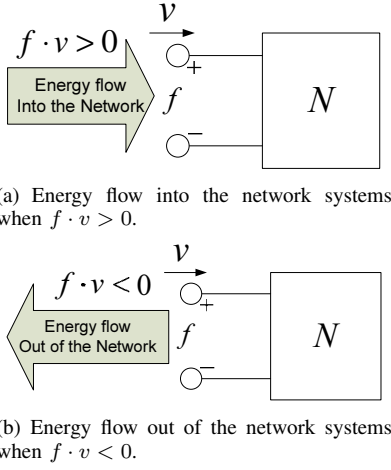 v
f · v > 0
+
Energy flow
Into the Network
f
N
−
(a) Energy flow into the network systems
when f · v > 0.
v
f · v < 0
+
Energy flow
Out of the Network
f
N
−
(b) Energy flow out of the network systems
when f · v < 0.